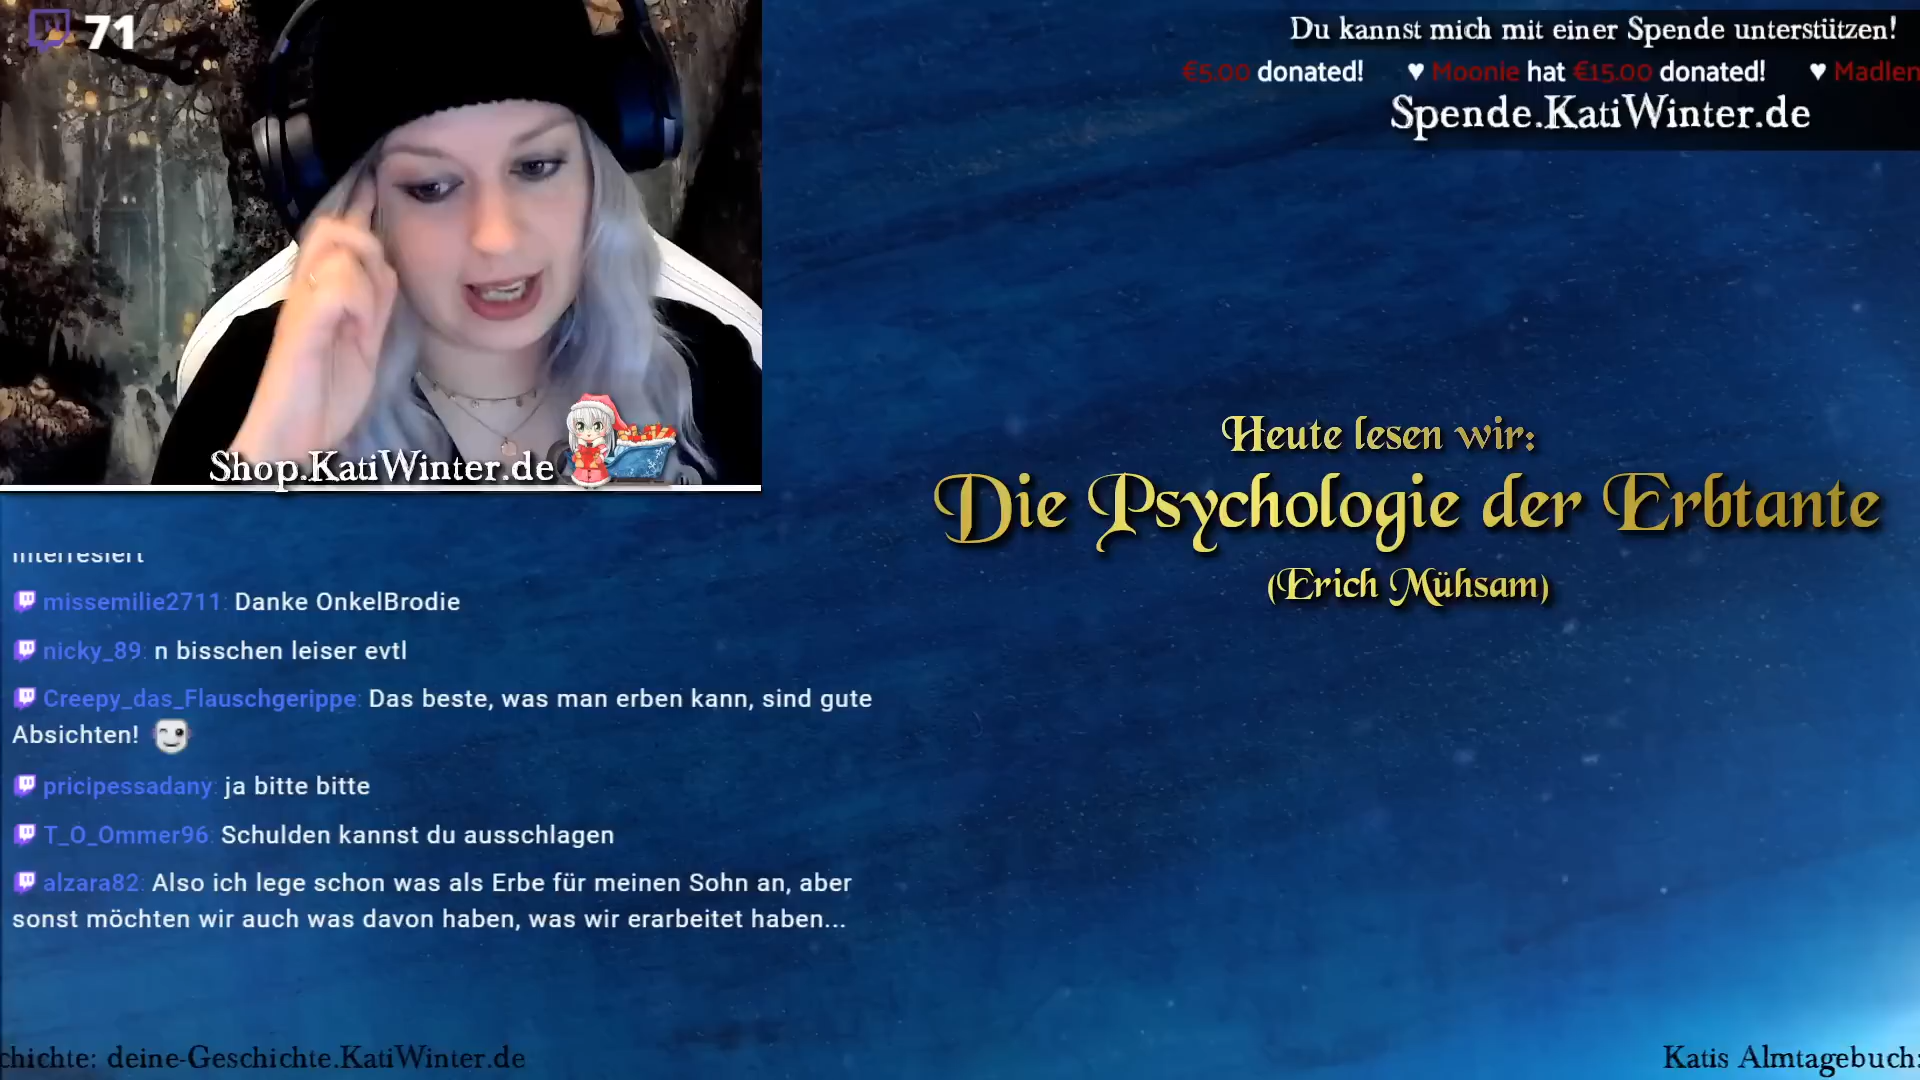 71
Du kannst mich mit einer Spende unterstützen!
€5.00 donated! ♥ Moonie hat €15.00 donated! ♥ Madlen
Spende.KatiWinter.de
Shop.KatiWinter.de
Heute lesen wir:
Die Psychologie der Erbtante
(Erich Mühsam)
interresiert
missemilie2711: Danke OnkelBrodie
nicky_89: n bisschen leiser evtl
Creepy_das_Flauschgerippe: Das beste, was man erben kann, sind gute
Absichten!
pricipessadany: ja bitte bitte
T_O_Ommer96: Schulden kannst du ausschlagen
alzara82: Also ich lege schon was als Erbe für meinen Sohn an, aber
sonst möchten wir auch was davon haben, was wir erarbeitet haben...
chichte: deine-Geschichte.KatiWinter.de
Katis Almtagebuch: